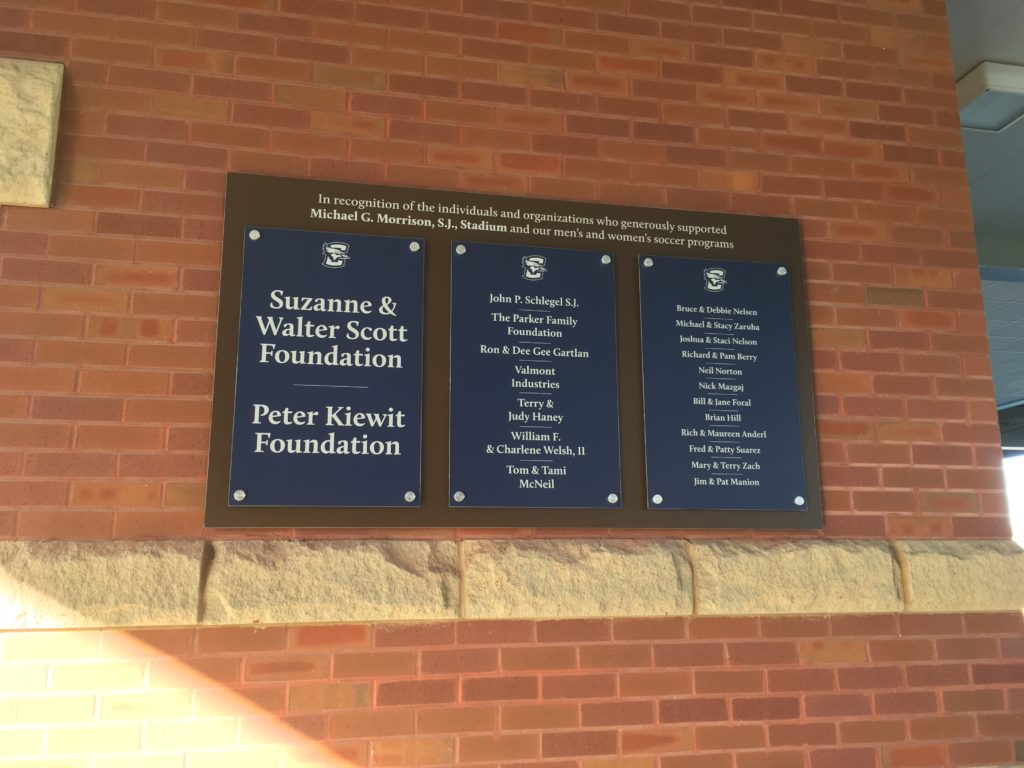 In recognition of the individuals and organizations who generously supported
Michael G. Morrison, S.J., Stadium and our men's and women's soccer programs
Suzanne &
Walter Scott
Foundation
Peter Kiewit
Foundation
John P. Schlegel S.J.
The Parker Family
Foundation
Ron & Dee Gee Gartlan
Valmont
Industries
Terry &
Judy Haney
William F.
& Charlene Welsh, II
Tom & Tami
McNeil
Bruce & Debbie Nelsen
Michael & Stacy Zaruba
Joshua & Staci Nelson
Richard & Pam Berry
Neil Norton
Nick Mazgaj
Bill & Jane Foral
Brian Hill
Rich & Maureen Anderl
Fred & Patty Suarez
Mary & Terry Zach
Jim & Pat Manion